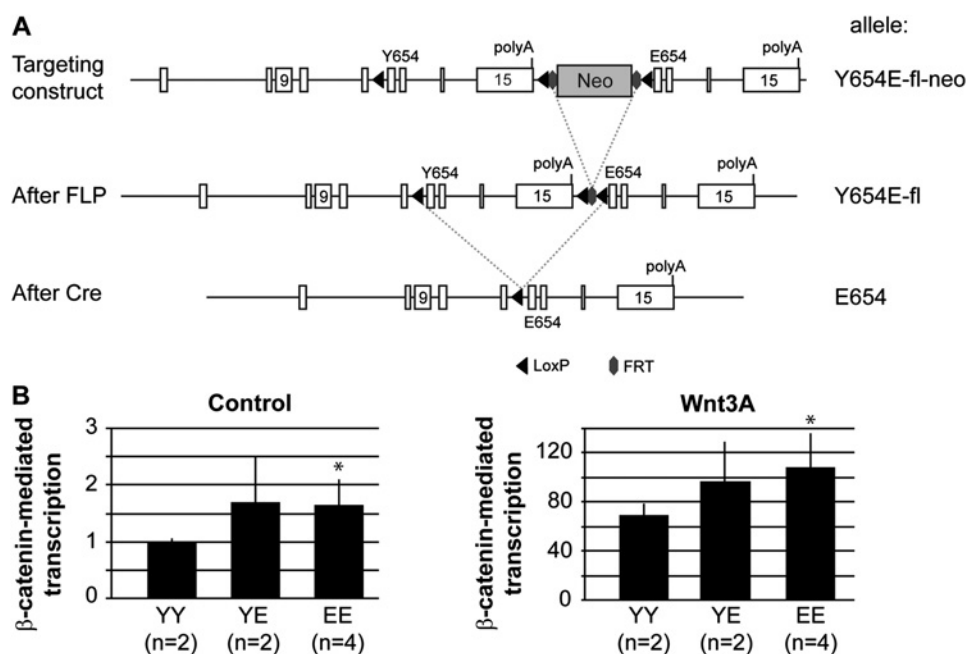 A
allele:
Targeting construct
Y654
polyA
E654
polyA
9
15
Neo
15
Y654E-fl-neo
After FLP
Y654
polyA
E654
polyA
9
15
15
Y654E-fl
After Cre
polyA
9
E654
15
E654
LoxP
FRT
B
Control
β-catenin-mediated
transcription
3
2
1
0
*
YY
YE
EE
(n=2)
(n=2)
(n=4)
Wnt3A
β-catenin-mediated
transcription
120
80
40
0
*
YY
YE
EE
(n=2)
(n=2)
(n=4)